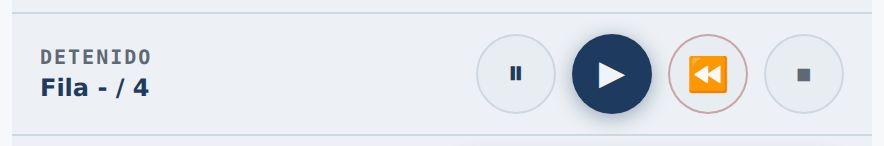 DETENIDO
Fila - / 4